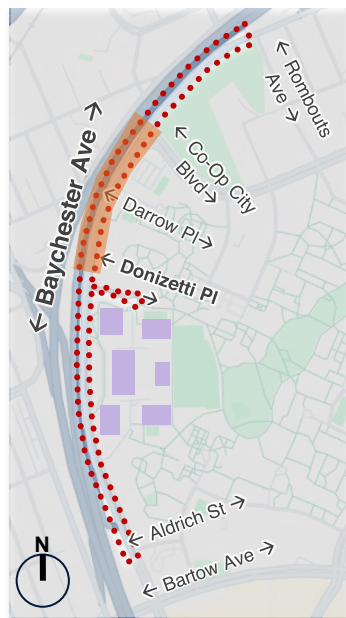 ← Rombouts
Ave →
← Baychester Ave →
← Co-Op City
Blvd→
← Darrow Pl→
← Donizetti Pl
→
← Aldrich St →
← Bartow Ave →
N